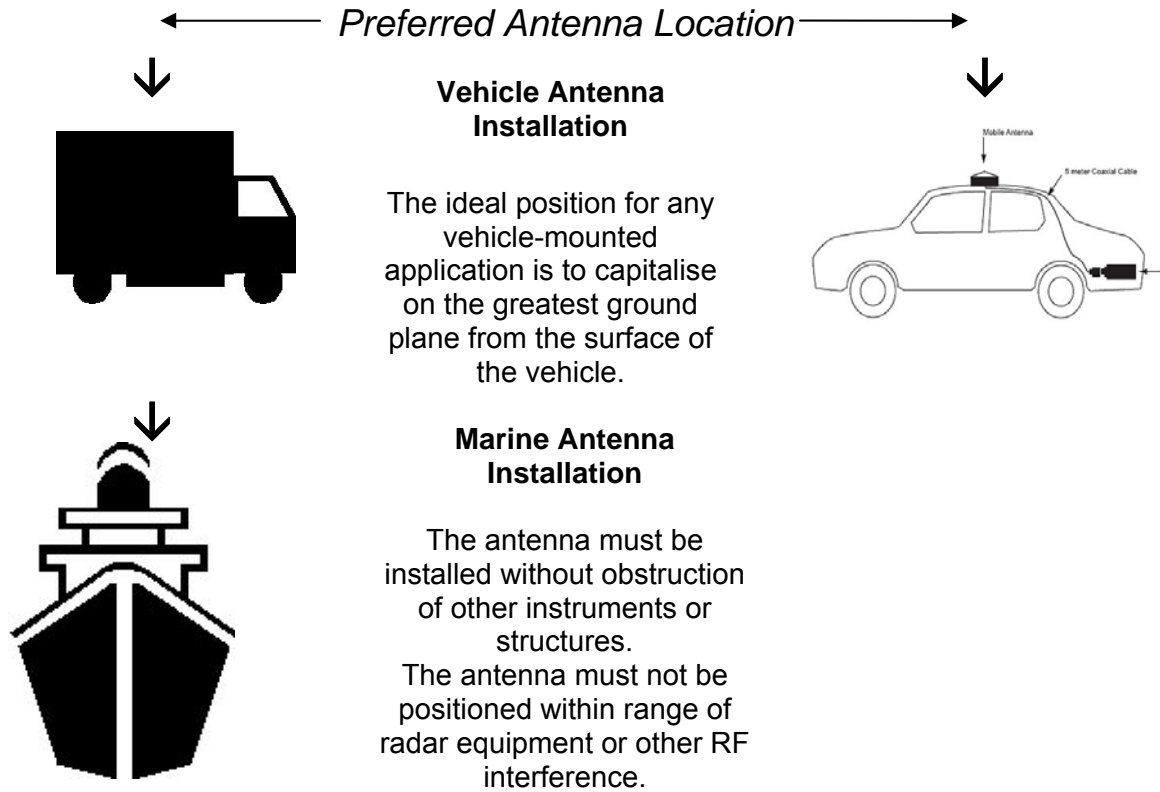 Preferred Antenna Location
Vehicle Antenna
Installation
Mobile Antenna
5 meter Coaxial Cable
The ideal position for any
vehicle-mounted
application is to capitalise
on the greatest ground
plane from the surface of
the vehicle.
Marine Antenna
Installation
The antenna must be
installed without obstruction
of other instruments or
structures.
The antenna must not be
positioned within range of
radar equipment or other RF
interference.